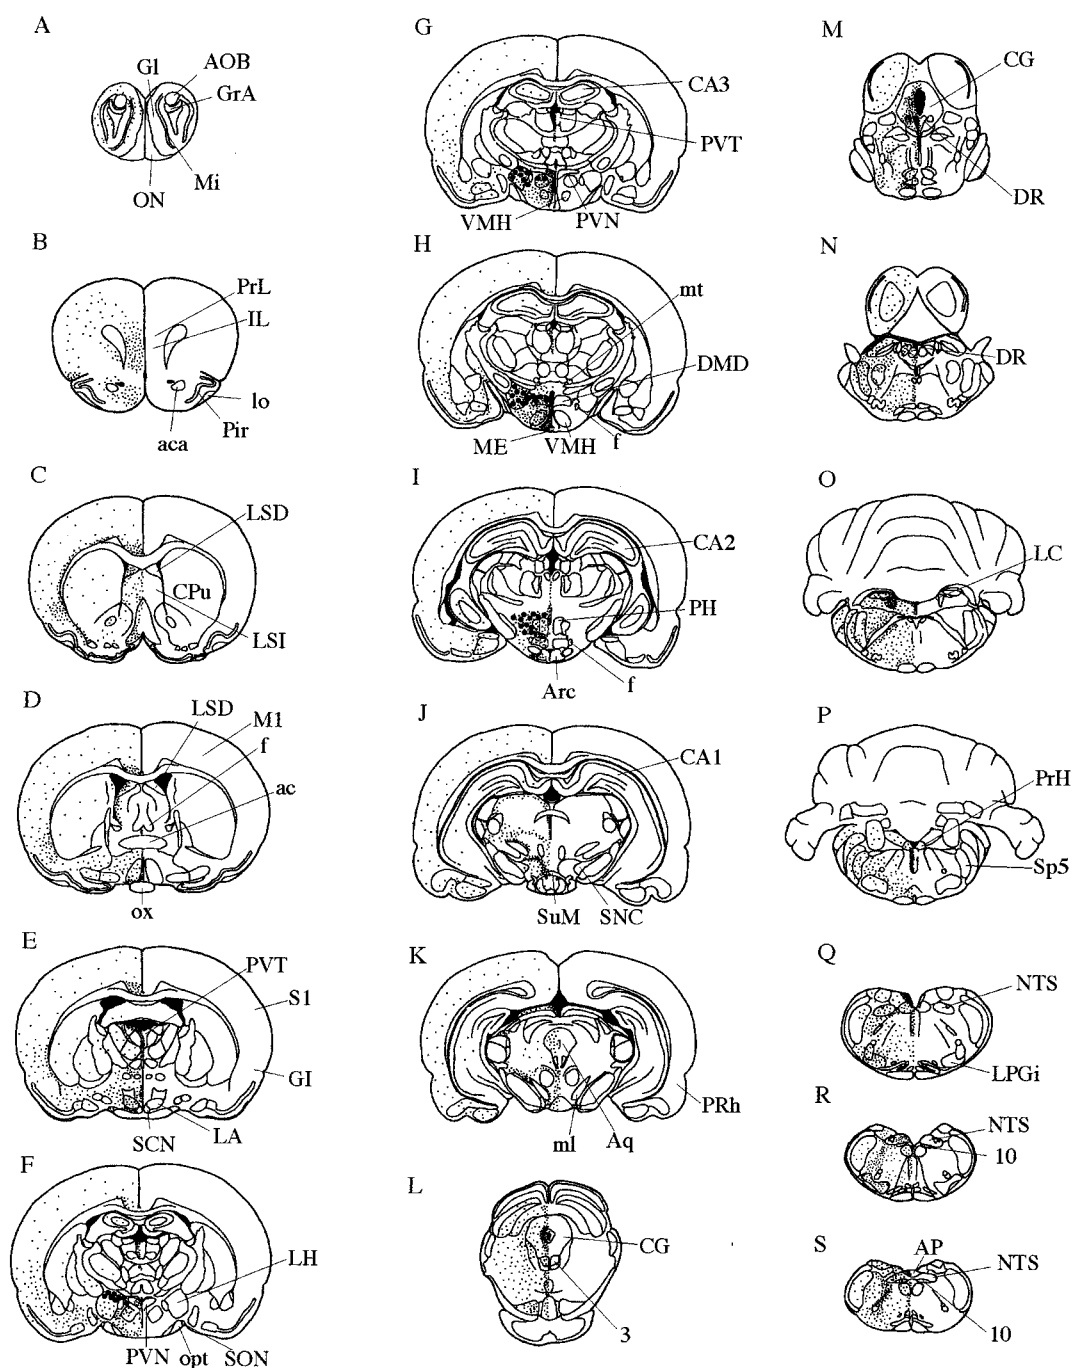 A
Gl
AOB
GrA
Mi
ON
B
PrL
IL
lo
Pir
aca
C
LSD
CPu
LSI
D
LSD
M1
f
ac
ox
E
PVT
S1
GI
LA
SCN
F
LH
PVN opt SON
G
CA3
PVT
VMH PVN
H
mt
DMD
ME VMH f
I
CA2
PH
Arc f
J
CA1
SuM SNC
K
PRh
ml Aq
L
CG
3
M
CG
DR
N
DR
O
LC
P
PrH
Sp5
Q
NTS
LPGi
R
NTS
10
S
AP
NTS
10